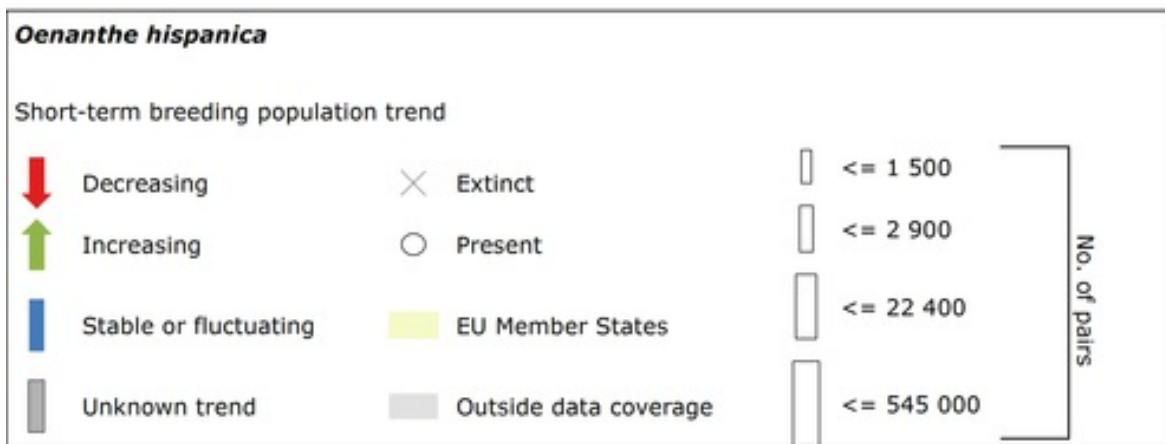 Oenanthe hispanica
Short-term breeding population trend
Decreasing
Extinct
<= 1 500
Increasing
Present
<= 2 900
Stable or fluctuating
EU Member States
<= 22 400
Unknown trend
Outside data coverage
<= 545 000
No. of pairs